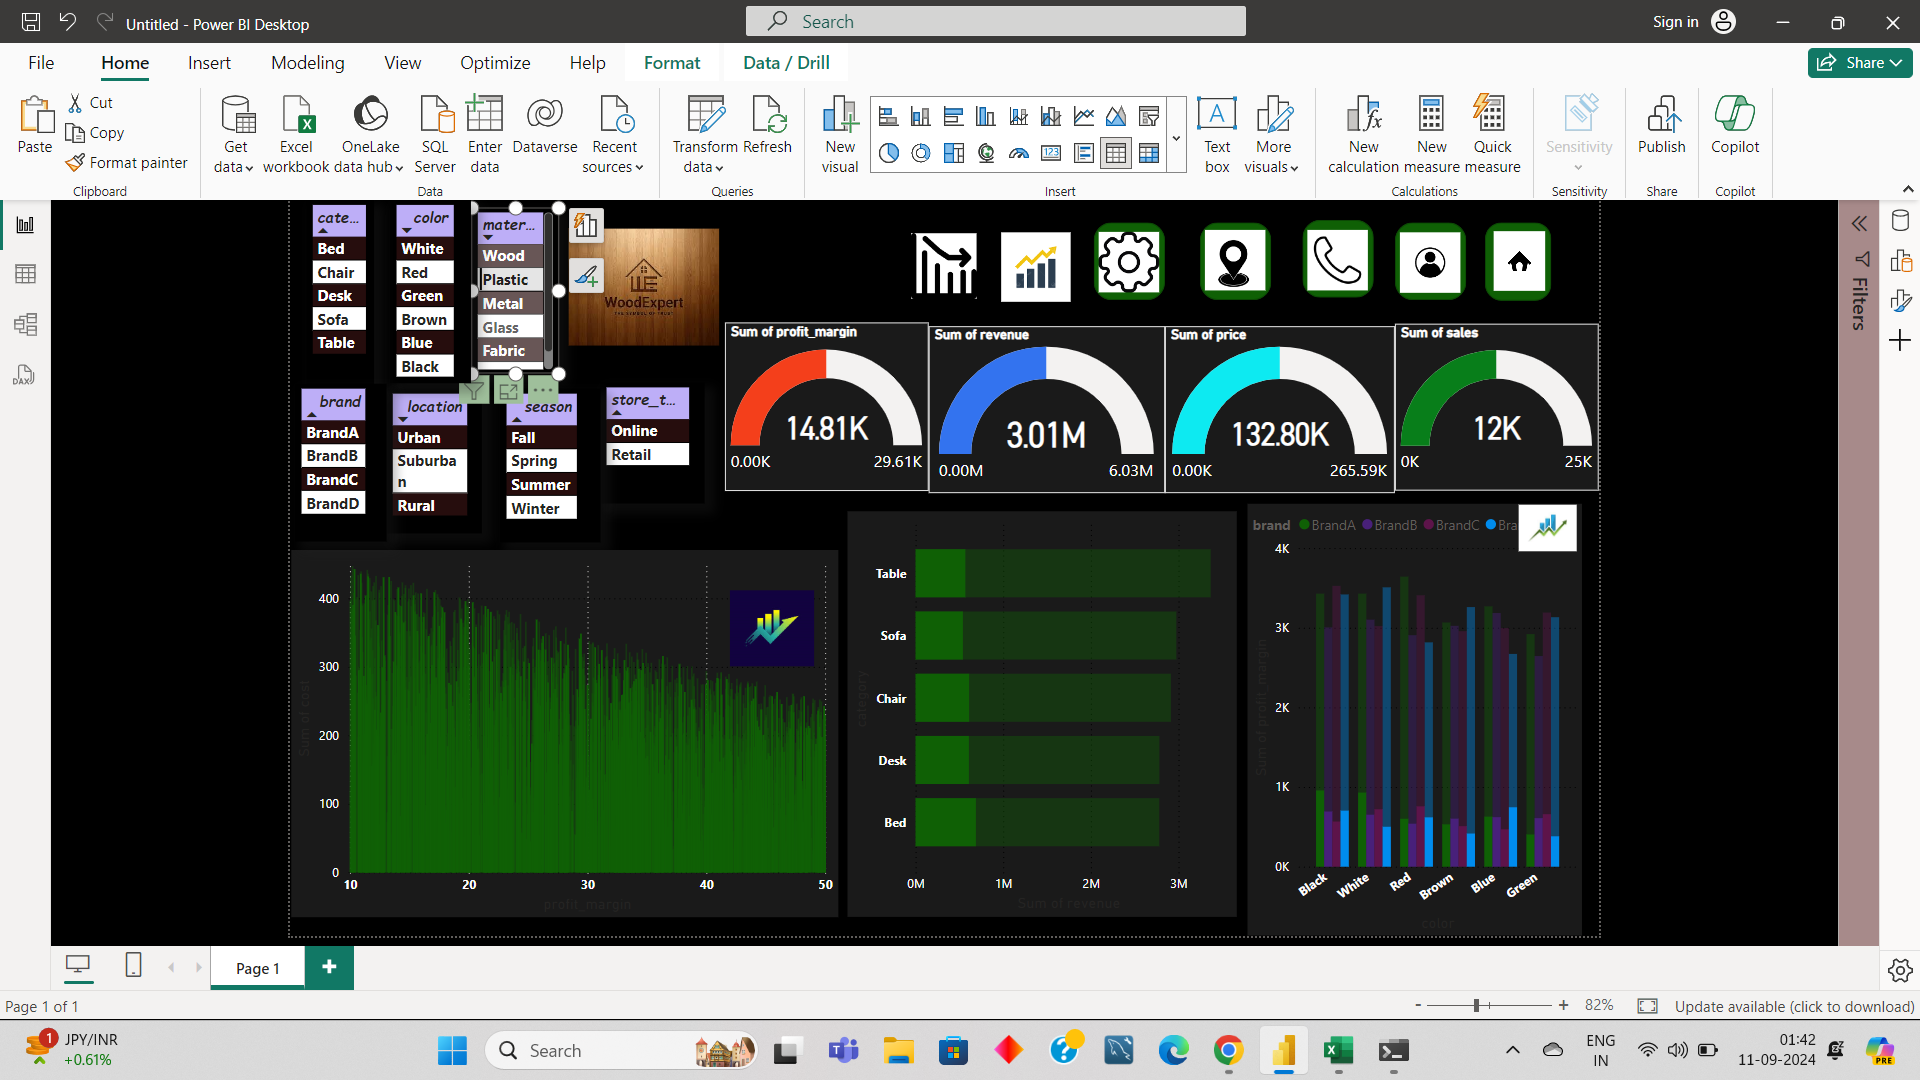 Untitled - Power BI Desktop
Search
Sign in
File
Home
Insert
Modeling
View
Optimize
Help
Format
Data / Drill
Share
Paste
Cut
Copy
Format painter
Clipboard
Get data
Excel workbook
OneLake data hub
SQL Server
Enter data
Dataverse
Recent sources
Data
Transform data
Refresh
Queries
New visual
Text box
More visuals
Insert
New calculation
New measure
Quick measure
Calculations
Sensitivity
Sensitivity
Publish
Share
Copilot
Copilot
cate...
Bed
Chair
Desk
Sofa
Table
color
White
Red
Green
Brown
Blue
Black
mater...
Wood
Plastic
Metal
Glass
Fabric
WoodExpert
brand
BrandA
BrandB
BrandC
BrandD
location
Urban
Suburba
n
Rural
season
Fall
Spring
Summer
Winter
store_t...
Online
Retail
Sum of profit_margin
14.81K
0.00K
29.61K
Sum of revenue
3.01M
0.00M
6.03M
Sum of price
132.80K
0.00K
265.59K
Sum of sales
12K
0K
25K
Filters
DAX
Sum of cost
400
300
200
100
0
10
20
30
40
50
profit_margin
category
Table
Sofa
Chair
Desk
Bed
0M
1M
2M
3M
Sum of revenue
brand
BrandA
BrandB
BrandC
Bra
Sum of profit_margin
4K
3K
2K
1K
0K
Black
White
Red
Brown
Blue
Green
color
Page 1
Page 1 of 1
-
+
82%
Update available (click to download)
1
JPY/INR
+0.61%
Search
ENG
IN
01:42
11-09-2024
PRE